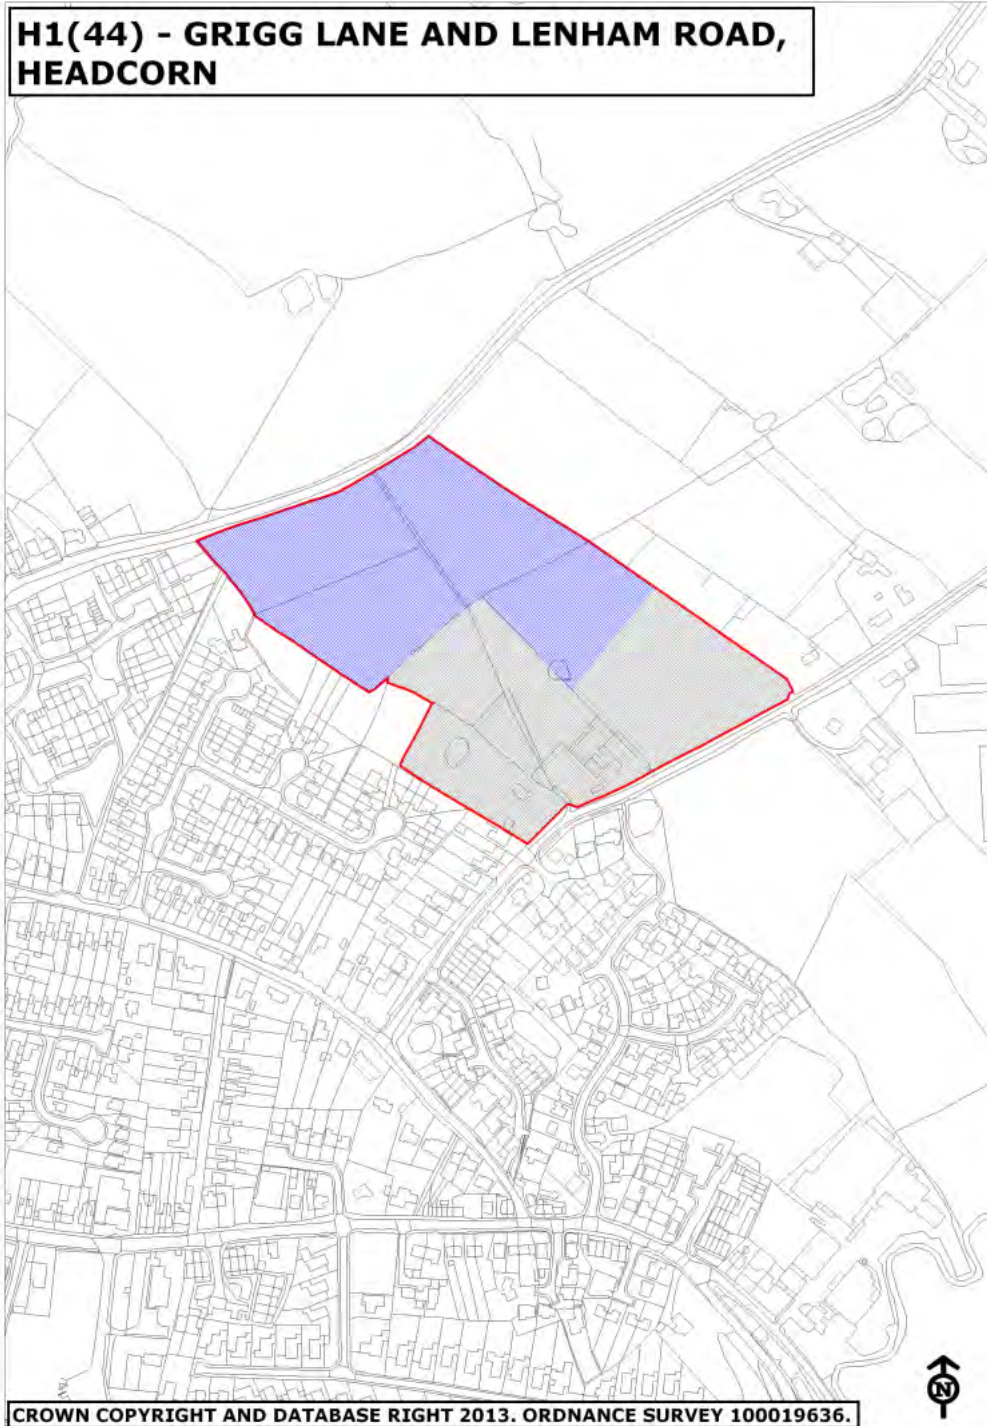 H1(44) - GRIGG LANE AND LENHAM ROAD,
HEADCORN
N
CROWN COPYRIGHT AND DATABASE RIGHT 2013. ORDNANCE SURVEY 100019636.